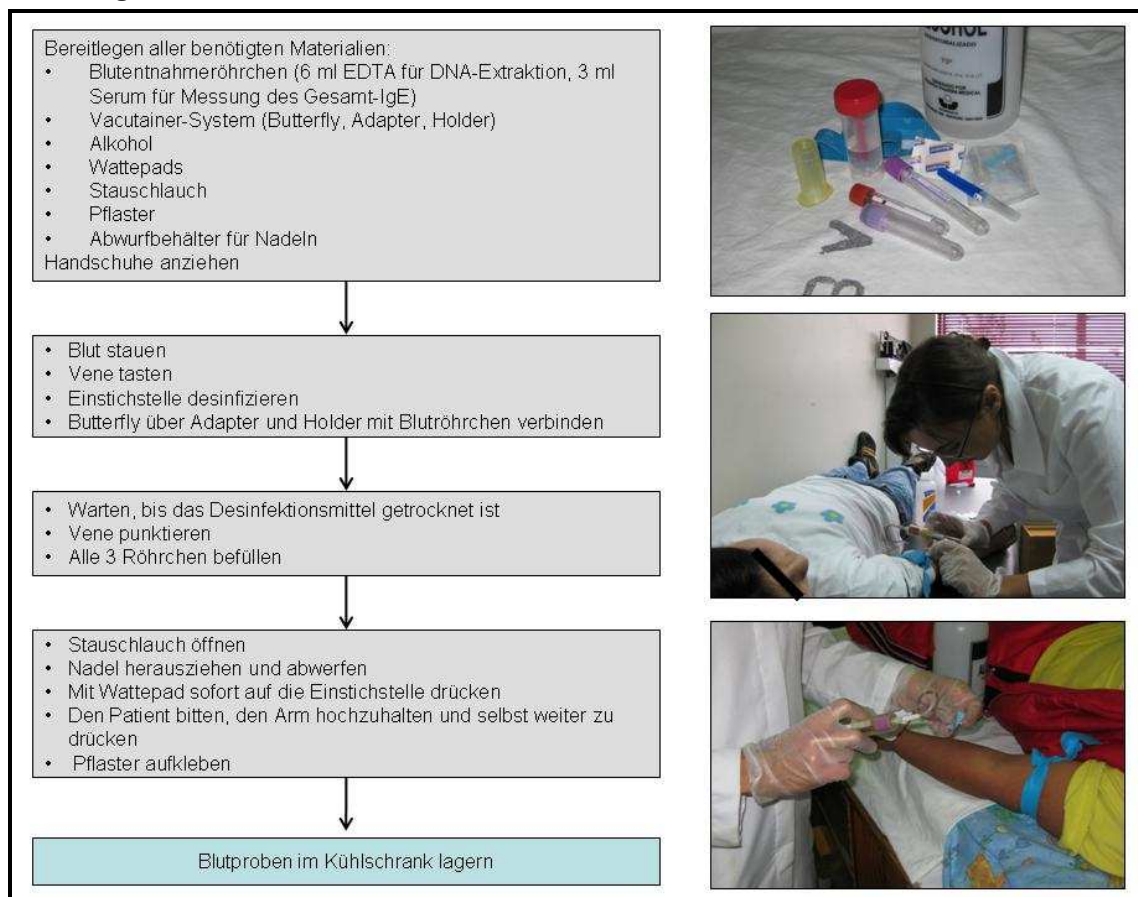 Bereitlegen aller benötigten Materialien:
• Blutentnahmeröhrchen (6 ml EDTA für DNA-Extraktion, 3 ml
Serum für Messung des Gesamt-IgE)
• Vacutainer-System (Butterfly, Adapter, Holder)
• Alkohol
• Wattepads
• Stauschlauch
• Pflaster
• Abwurfbehälter für Nadeln
Handschuhe anziehen
• Blut stauen
• Vene tasten
• Einstichstelle desinfizieren
• Butterfly über Adapter und Holder mit Blutröhrchen verbinden
• Warten, bis das Desinfektionsmittel getrocknet ist
• Vene punktieren
• Alle 3 Röhrchen befüllen
• Stauschlauch öffnen
• Nadel herausziehen und abwerfen
• Mit Wattepad sofort auf die Einstichstelle drücken
• Den Patient bitten, den Arm hochzuhalten und selbst weiter zu
drücken
• Pflaster aufkleben
Blutproben im Kühlschrank lagern